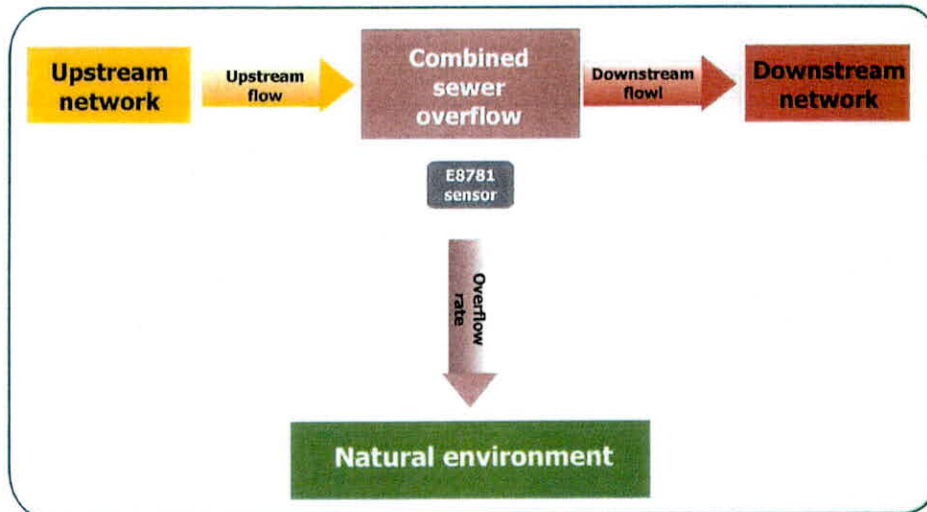 Upstream
network
Upstream
flow
Combined
sewer
overflow
Downstream
flowl
Downstream
network
E8781
sensor
Overflow
rate
Natural environment